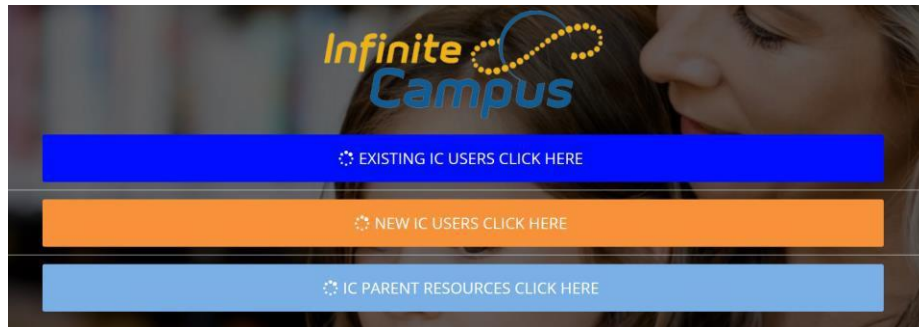 Infinite
Campus
EXISTING IC USERS CLICK HERE
NEW IC USERS CLICK HERE
IC PARENT RESOURCES CLICK HERE